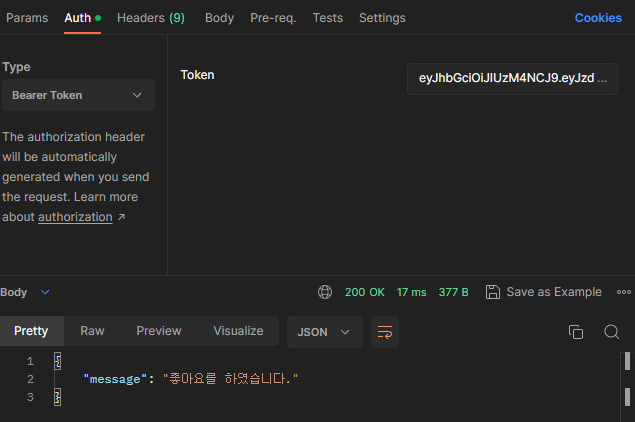 Params Auth Headers (9) Body Pre-req. Tests Settings Cookies
Type
Bearer Token
The authorization header
will be automatically
generated when you send
the request. Learn more
about authorization ↗
Token
eyJhbGciOiJIUzM4NCJ9.eyJzd ...
Body 200 OK 17 ms 377 B Save as Example
Pretty Raw Preview Visualize JSON
1 {
2 "message": "좋아요를 하였습니다."
3 }